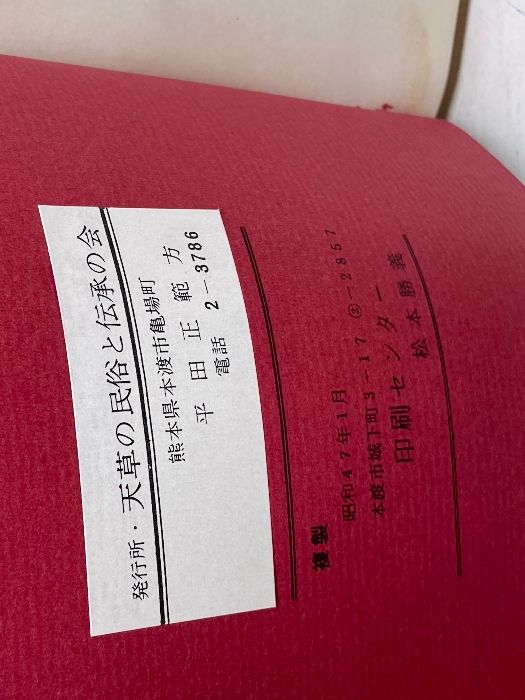 発行所・天草の民俗と伝承の会
熊本県本渡市亀場町
平田正範方
電話 2-3786
複製
昭和47年1月
本渡市城下町3-17 ②-2857
印刷センター
松本勝義